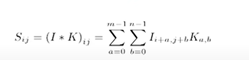 S_{ij} = (I * K)_{ij} = \sum_{a=0}^{m-1} \sum_{b=0}^{n-1} I_{i+a,j+b} K_{a,b}